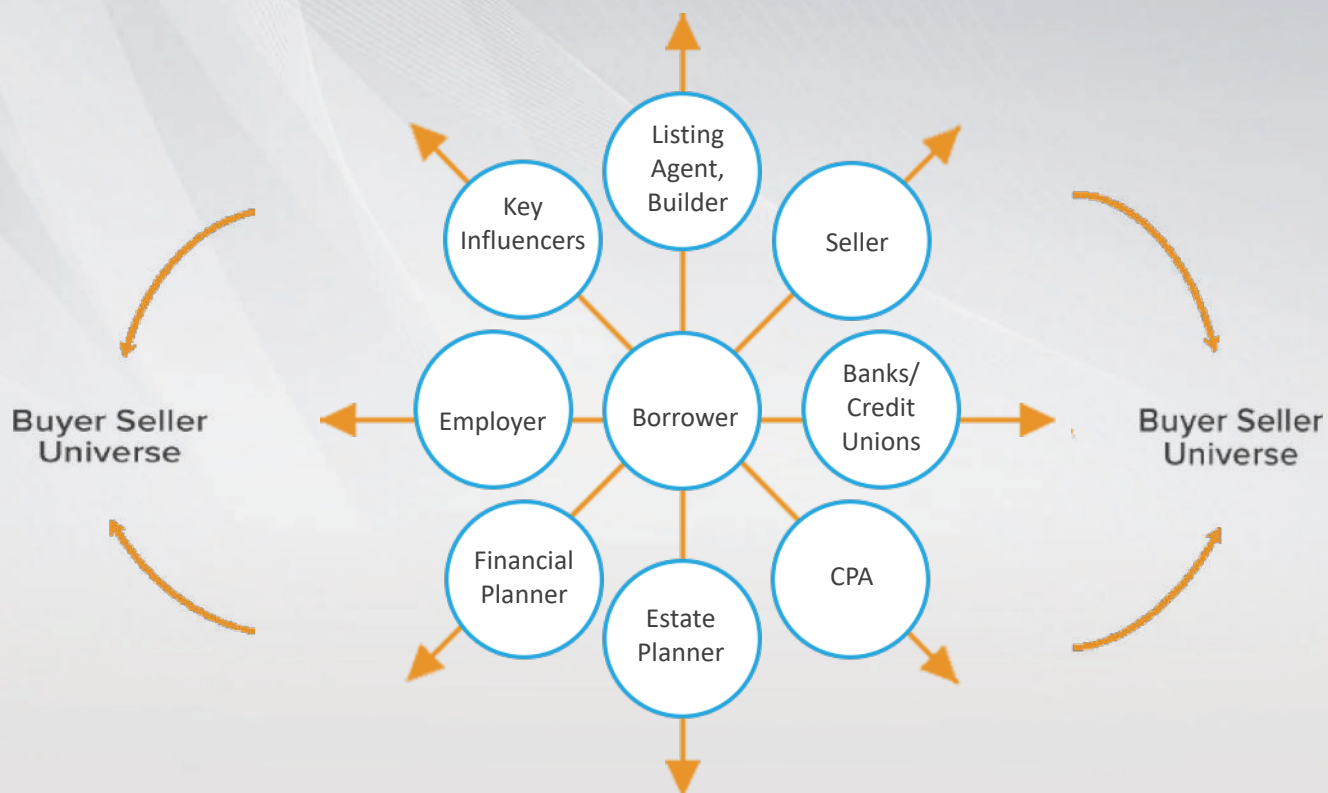 Listing
Agent,
Builder
Key
Influencers
Seller
Employer
Borrower
Banks/
Credit
Unions
Buyer Seller
Universe
Buyer Seller
Universe
Financial
Planner
CPA
Estate
Planner